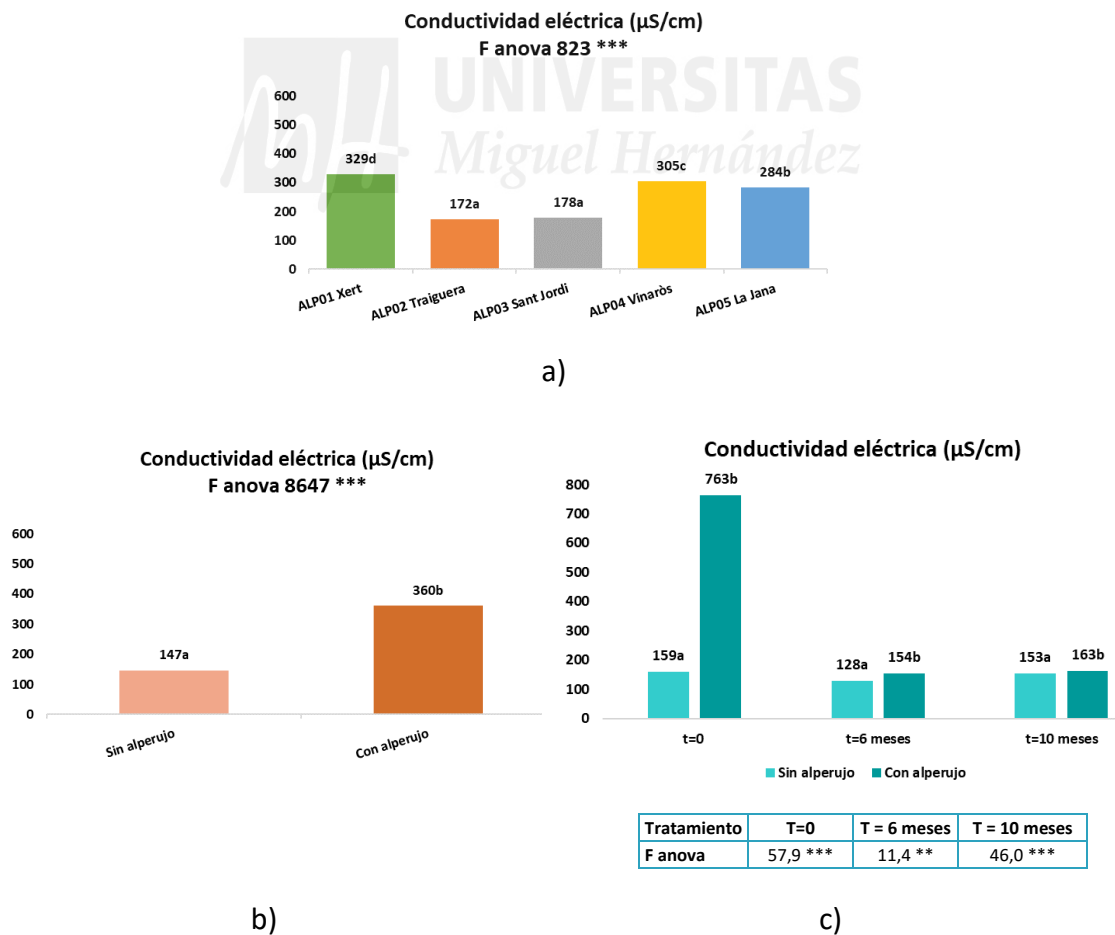 Conductividad eléctrica (µS/cm)
F anova 823 ***
UNIVERSITAS
Miguel Hernández
600
500
400
300
200
100
0
329d
172a
178a
305c
284b
ALP01 Xert
ALP02 Traiguera
ALP03 Sant Jordi
ALP04 Vinaròs
ALP05 La Jana
a)
Conductividad eléctrica (µS/cm)
F anova 8647 ***
600
500
400
300
200
100
0
147a
360b
Sin alperujo
Con alperujo
b)
Conductividad eléctrica (µS/cm)
800
700
600
500
400
300
200
100
0
159a
763b
128a
154b
153a
163b
t=0
t=6 meses
t=10 meses
Sin alperujo
Con alperujo
Tratamiento T=0 T = 6 meses T = 10 meses
F anova 57,9 *** 11,4 ** 46,0 ***
c)